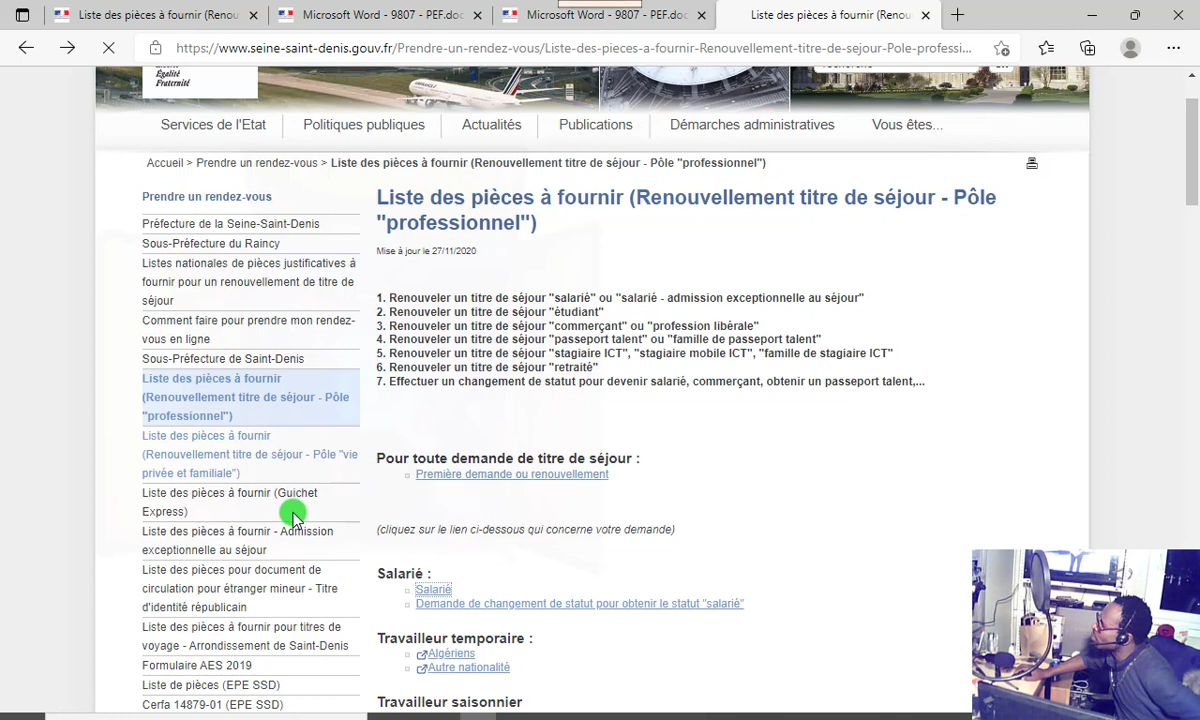 Liste des pièces à fournir (Renou
Microsoft Word - 9807 - PEF.doc
Microsoft Word - 9807 - PEF.doc
Liste des pièces à fournir (Renou
https://www.seine-saint-denis.gouv.fr/Prendre-un-rendez-vous/Liste-des-pieces-a-fournir-Renouvellement-titre-de-sejour-Pole-professi...
Égalité
Fraternité
Services de l'Etat
Politiques publiques
Actualités
Publications
Démarches administratives
Vous êtes...
Accueil > Prendre un rendez-vous > Liste des pièces à fournir (Renouvellement titre de séjour - Pôle "professionnel")
Prendre un rendez-vous
Préfecture de la Seine-Saint-Denis
Sous-Préfecture du Raincy
Listes nationales de pièces justificatives à
fournir pour un renouvellement de titre de
séjour
Comment faire pour prendre mon rendez-
vous en ligne
Sous-Préfecture de Saint-Denis
Liste des pièces à fournir
(Renouvellement titre de séjour - Pôle
"professionnel")
Liste des pièces à fournir
(Renouvellement titre de séjour - Pôle "vie
privée et familiale")
Liste des pièces à fournir (Guichet
Express)
Liste des pièces à fournir - Admission
exceptionnelle au séjour
Liste des pièces pour document de
circulation pour étranger mineur - Titre
d'identité républicain
Liste des pièces à fournir pour titres de
voyage - Arrondissement de Saint-Denis
Formulaire AES 2019
Liste de pièces (EPE SSD)
Cerfa 14879-01 (EPE SSD)
Liste des pièces à fournir (Renouvellement titre de séjour - Pôle
"professionnel")
Mise à jour le 27/11/2020
1. Renouveler un titre de séjour "salarié" ou "salarié - admission exceptionnelle au séjour"
2. Renouveler un titre de séjour "étudiant"
3. Renouveler un titre de séjour "commerçant" ou "profession libérale"
4. Renouveler un titre de séjour "passeport talent" ou "famille de passeport talent"
5. Renouveler un titre de séjour "stagiaire ICT", "stagiaire mobile ICT", "famille de stagiaire ICT"
6. Renouveler un titre de séjour "retraité"
7. Effectuer un changement de statut pour devenir salarié, commerçant, obtenir un passeport talent,...
Pour toute demande de titre de séjour :
Première demande ou renouvellement
(cliquez sur le lien ci-dessous qui concerne votre demande)
Salarié :
Salarié
Demande de changement de statut pour obtenir le statut "salarié"
Travailleur temporaire :
Algériens
Autre nationalité
Travailleur saisonnier